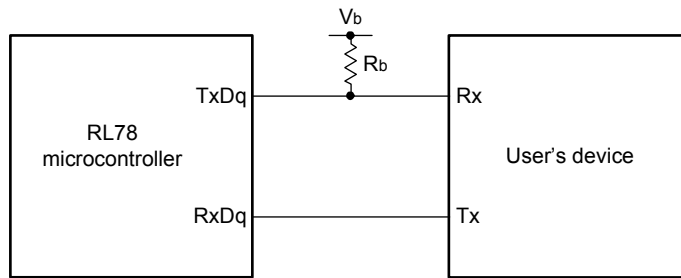 Vb
Rb
TxDq
Rx
RL78
microcontroller
User's device
RxDq
Tx